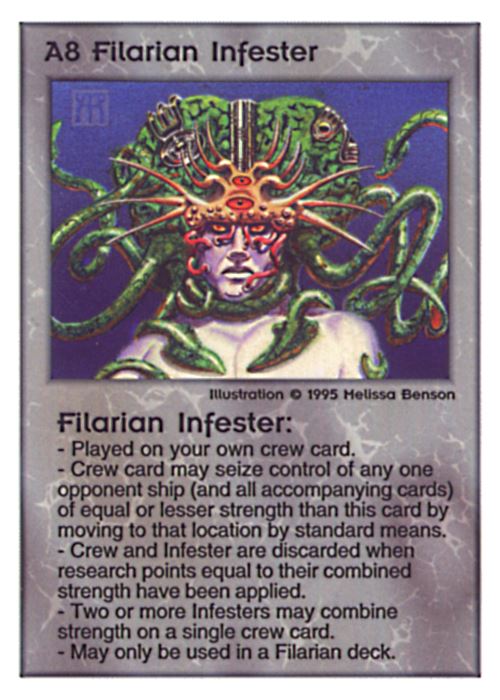 A8 Filarian Infester
Illustration © 1995 Melissa Benson
Filarian Infester:
- Played on your own crew card.
- Crew card may seize control of any one
opponent ship (and all accompanying cards)
of equal or lesser strength than this card by
moving to that location by standard means.
- Crew and Infester are discarded when
research points equal to their combined
strength have been applied.
- Two or more Infesters may combine
strength on a single crew card.
- May only be used in a Filarian deck.